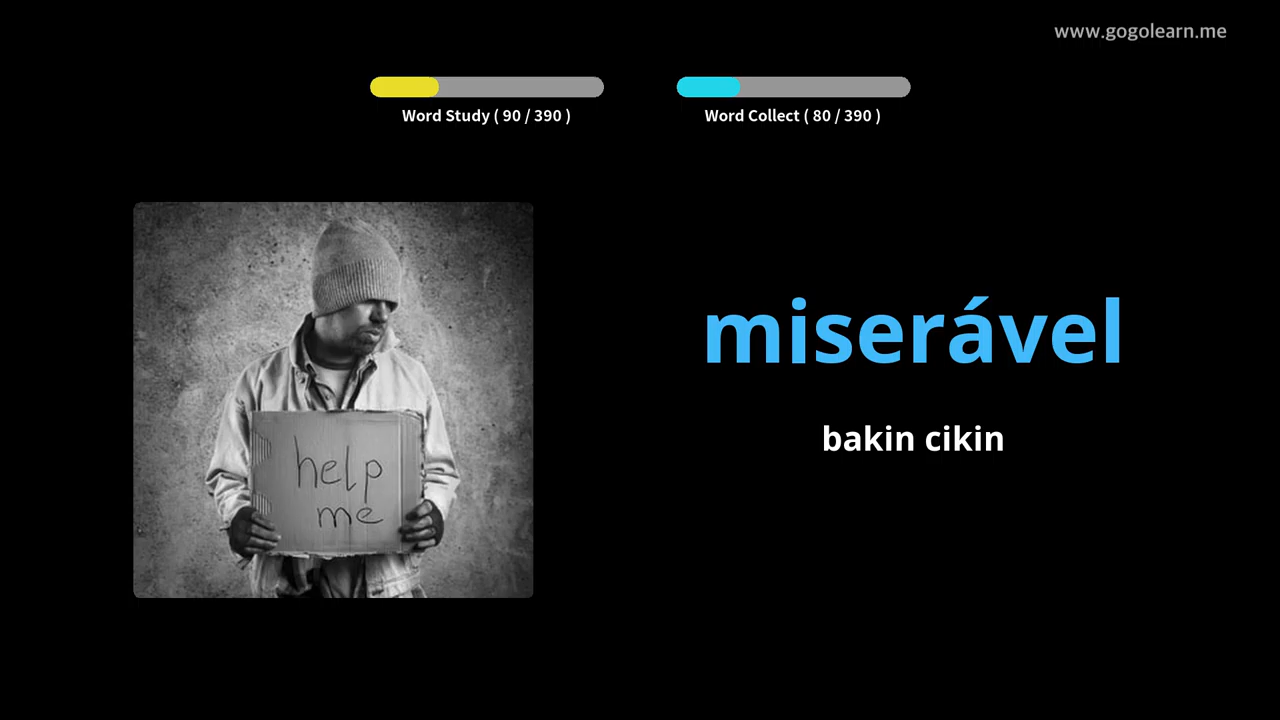 www.gogolearn.me
Word Study ( 90 / 390 )
Word Collect ( 80 / 390 )
help
me
miserável
bakin cikin